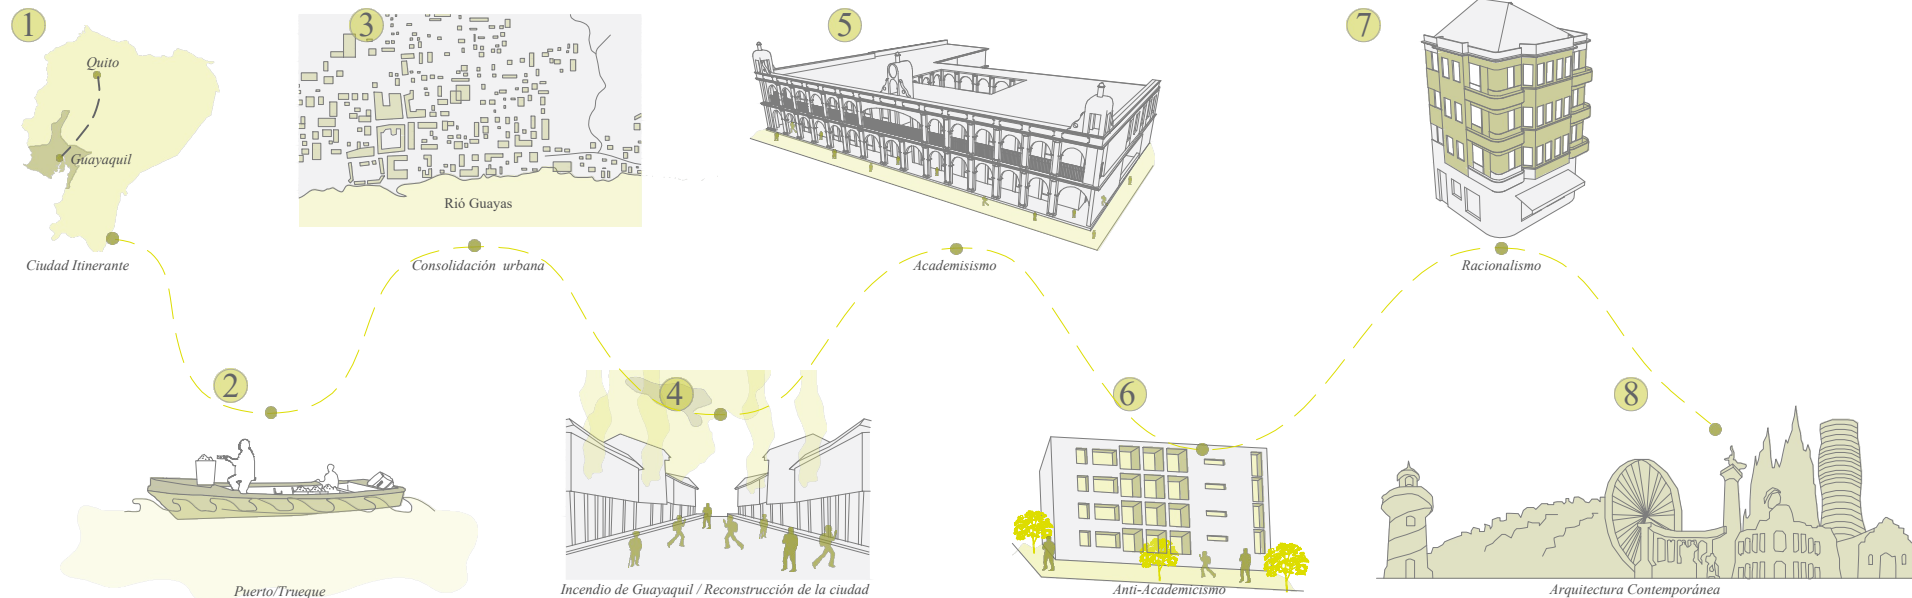 1
Quito
Guayaquil
Ciudad Itinerante
2
Puerto/Trueque
3
Rió Guayas
Consolidación urbana
4
Incendio de Guayaquil / Reconstrucción de la ciudad
5
Academisismo
6
Anti-Academicismo
7
Racionalismo
8
Arquitectura Contemporánea